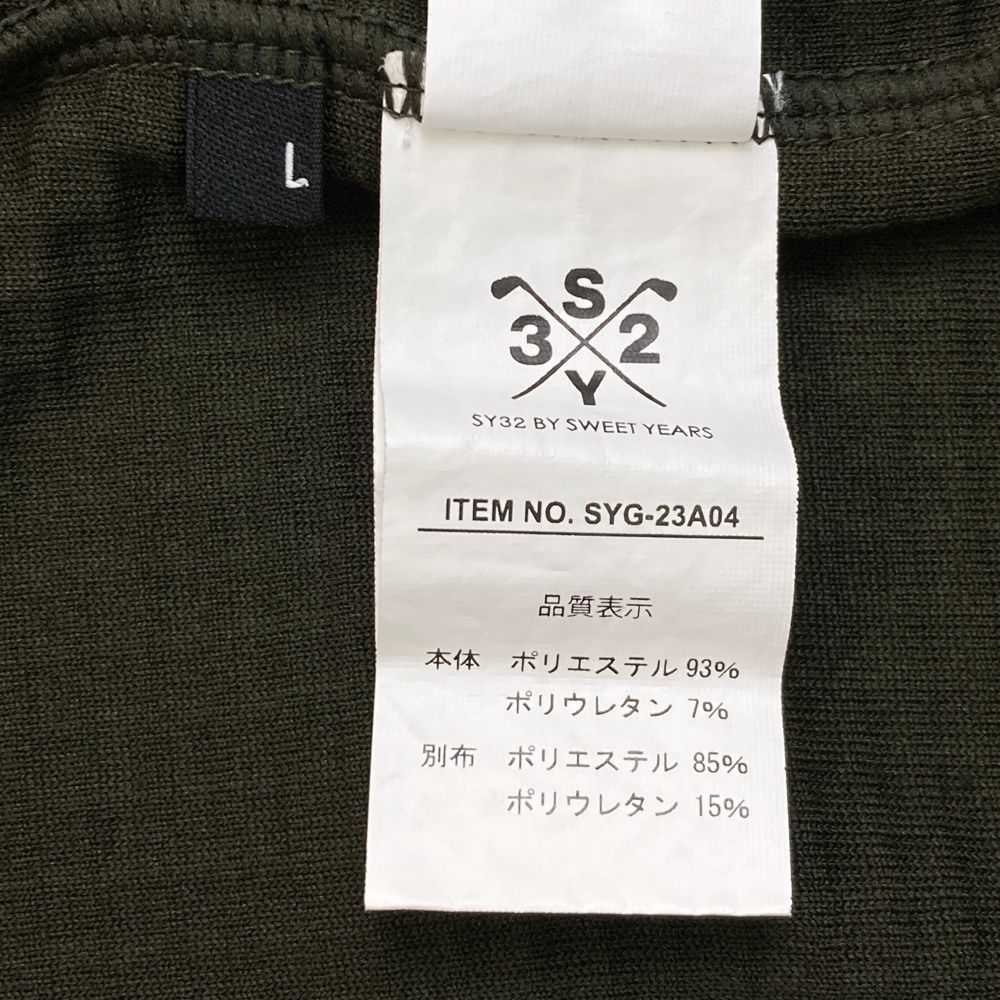 L
S
3 2
Y
SY32 BY SWEET YEARS
ITEM NO. SYG-23A04
品質表示
本体 ポリエステル 93%
ポリウレタン 7%
別布 ポリエステル 85%
ポリウレタン 15%